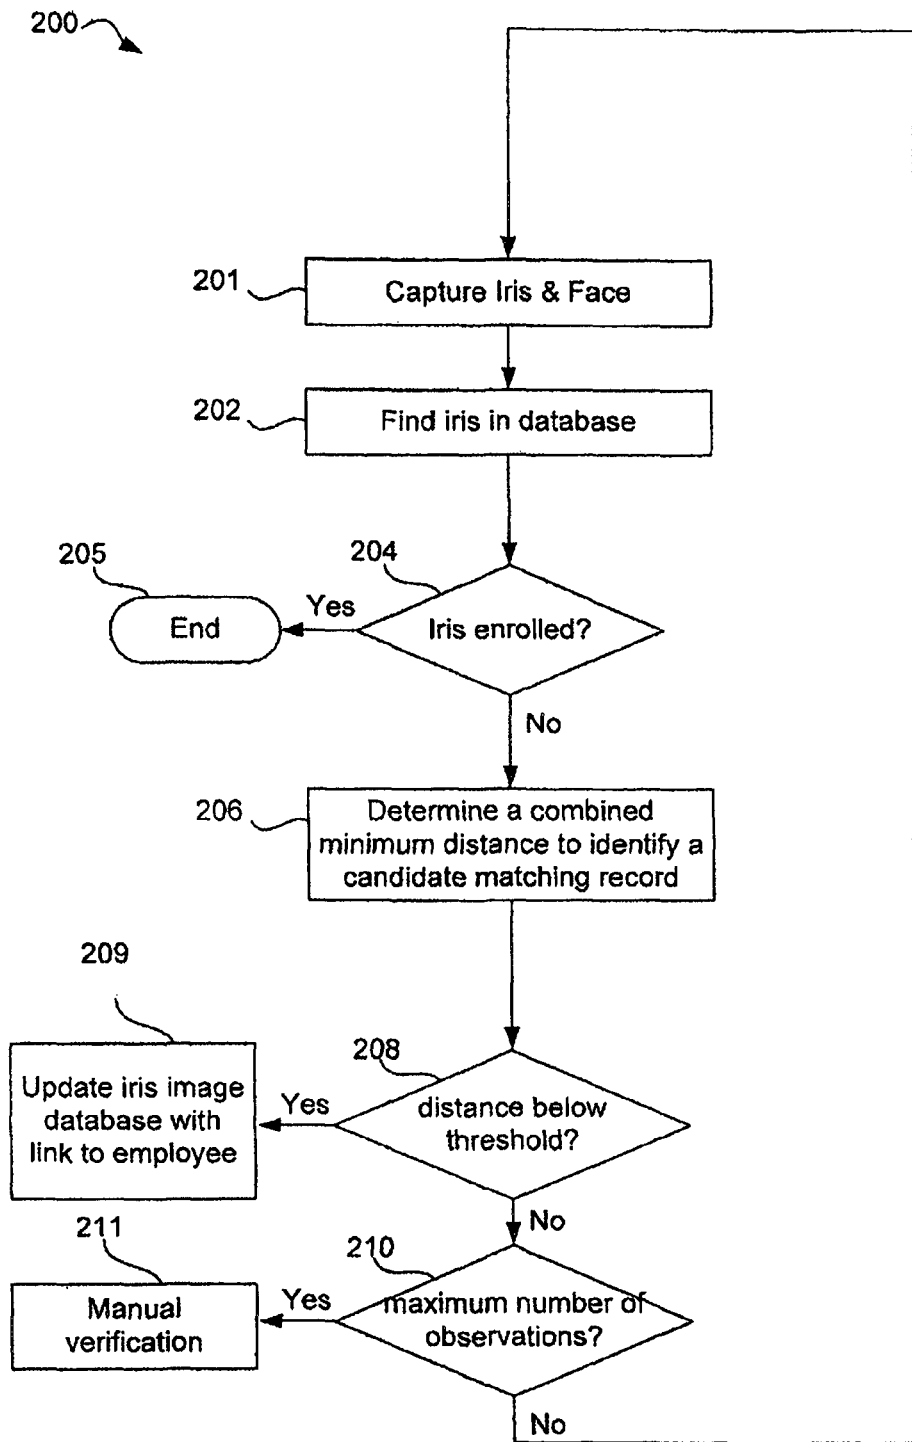 200
201
Capture Iris & Face
202
Find iris in database
205
204
End
Yes
Iris enrolled?
No
206
Determine a combined
minimum distance to identify a
candidate matching record
209
208
Update iris image
database with
link to employee
Yes
distance below
threshold?
No
211
210
Manual
verification
Yes
maximum number of
observations?
No